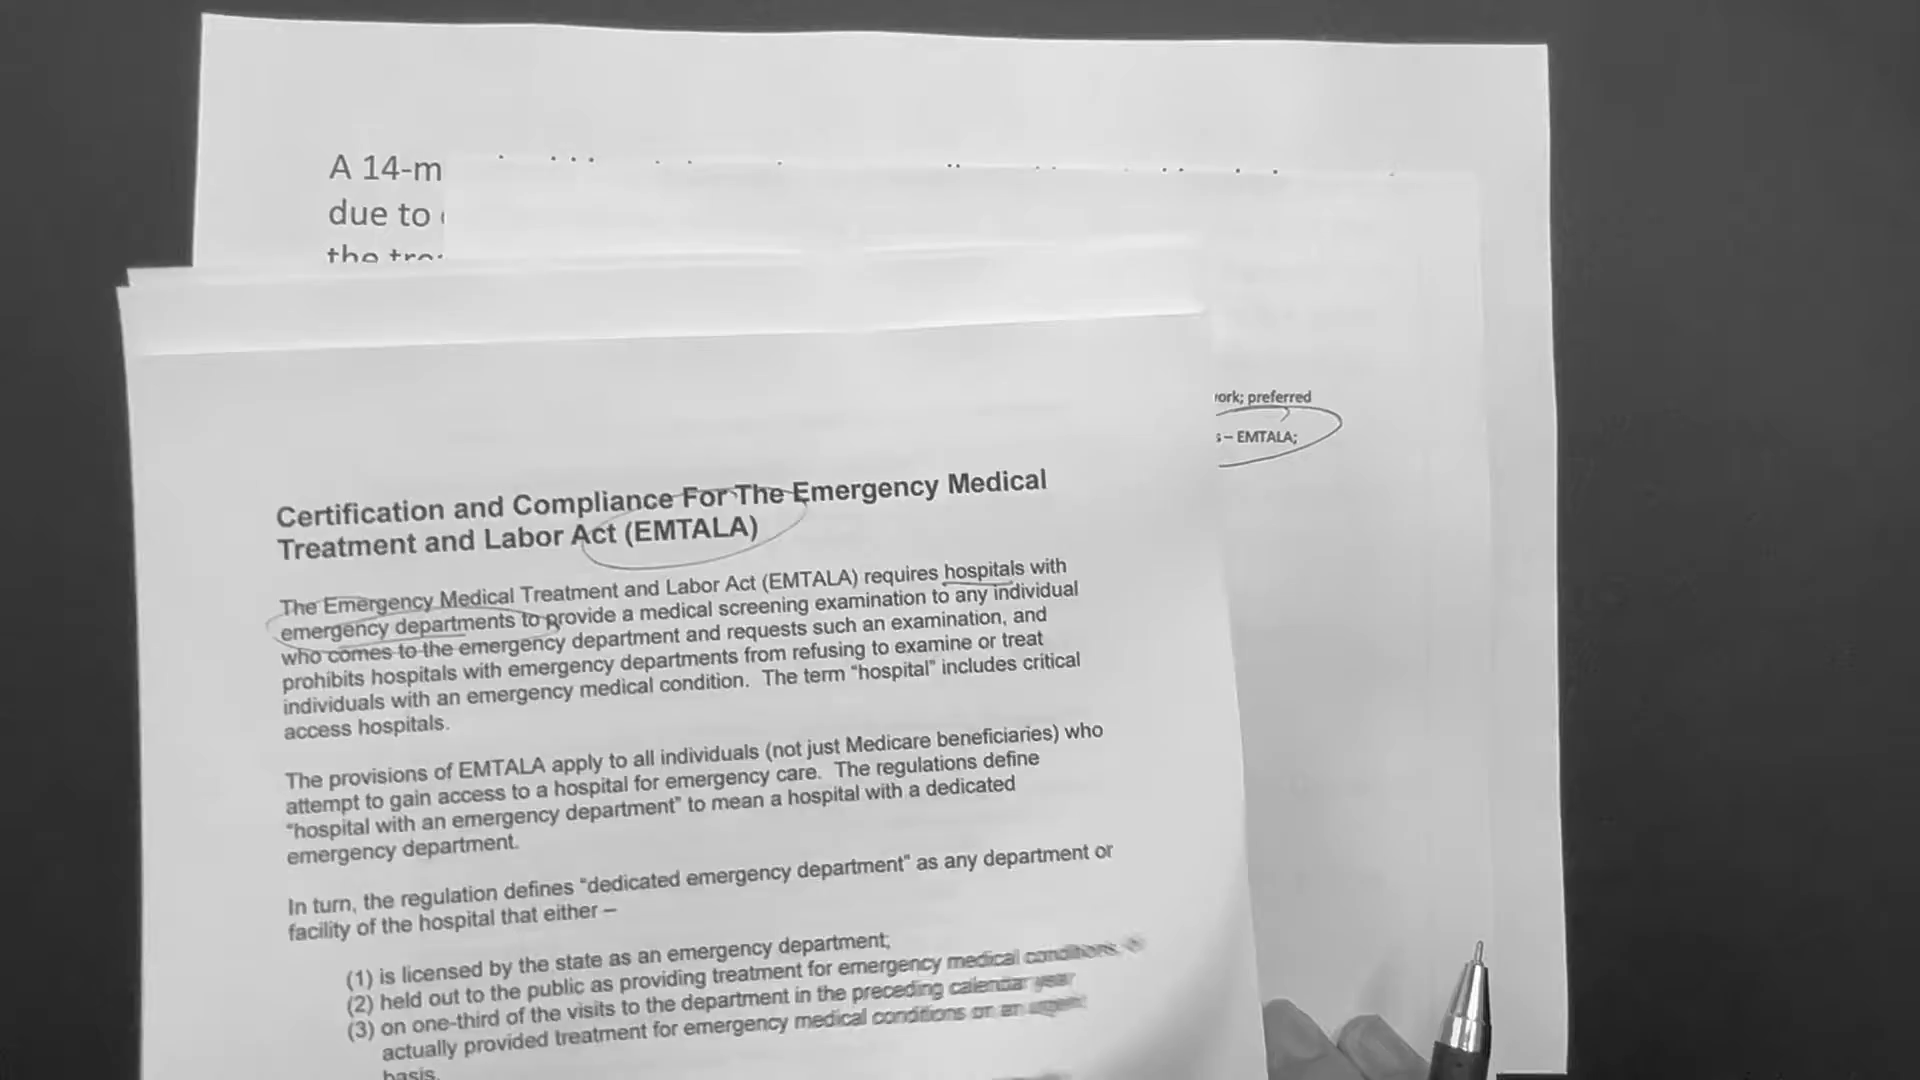 A 14-m
due to
the
ork; preferred
s – EMTALA;
Certification and Compliance For The Emergency Medical
Treatment and Labor Act (EMTALA)
The Emergency Medical Treatment and Labor Act (EMTALA) requires hospitals with
emergency departments to provide a medical screening examination to any individual
who comes to the emergency department and requests such an examination, and
prohibits hospitals with emergency departments from refusing to examine or treat
individuals with an emergency medical condition. The term “hospital” includes critical
access hospitals.
The provisions of EMTALA apply to all individuals (not just Medicare beneficiaries) who
attempt to gain access to a hospital for emergency care. The regulations define
“hospital with an emergency department” to mean a hospital with a dedicated
emergency department.
In turn, the regulation defines “dedicated emergency department” as any department or
facility of the hospital that either –
(1) is licensed by the state as an emergency department;
(2) held out to the public as providing treatment for emergency medical conditions,
(3) on one-third of the visits to the department in the preceding calendar year
actually provided treatment for emergency medical conditions or an urgent
basis.